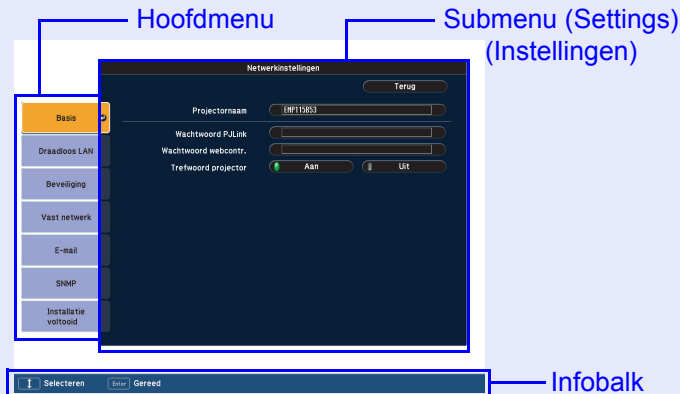 Hoofdmenu
Submenu (Settings)
(Instellingen)
Netwerkinstellingen
Terug
Basis
Draadloos LAN
Beveiliging
Vast netwerk
E-mail
SNMP
Installatie
voltooid
Projectornaam EMP115B53
Wachtwoord PJLink
Wachtwoord webcontr.
Trefwoord projector Aan Uit
Selecteren Enter Gereed
Infobalk